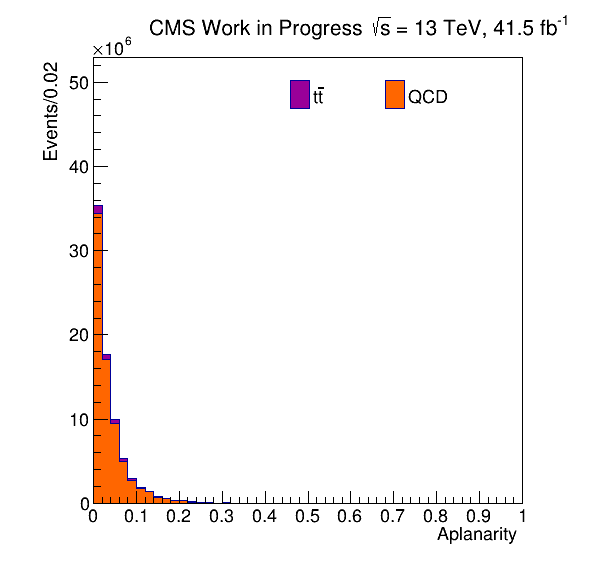 CMS Work in Progress √s = 13 TeV, 41.5 fb⁻¹
×10⁶
Events/0.02
50
40
30
20
10
0
tt̄
QCD
0 0.1 0.2 0.3 0.4 0.5 0.6 0.7 0.8 0.9 1
Aplanarity